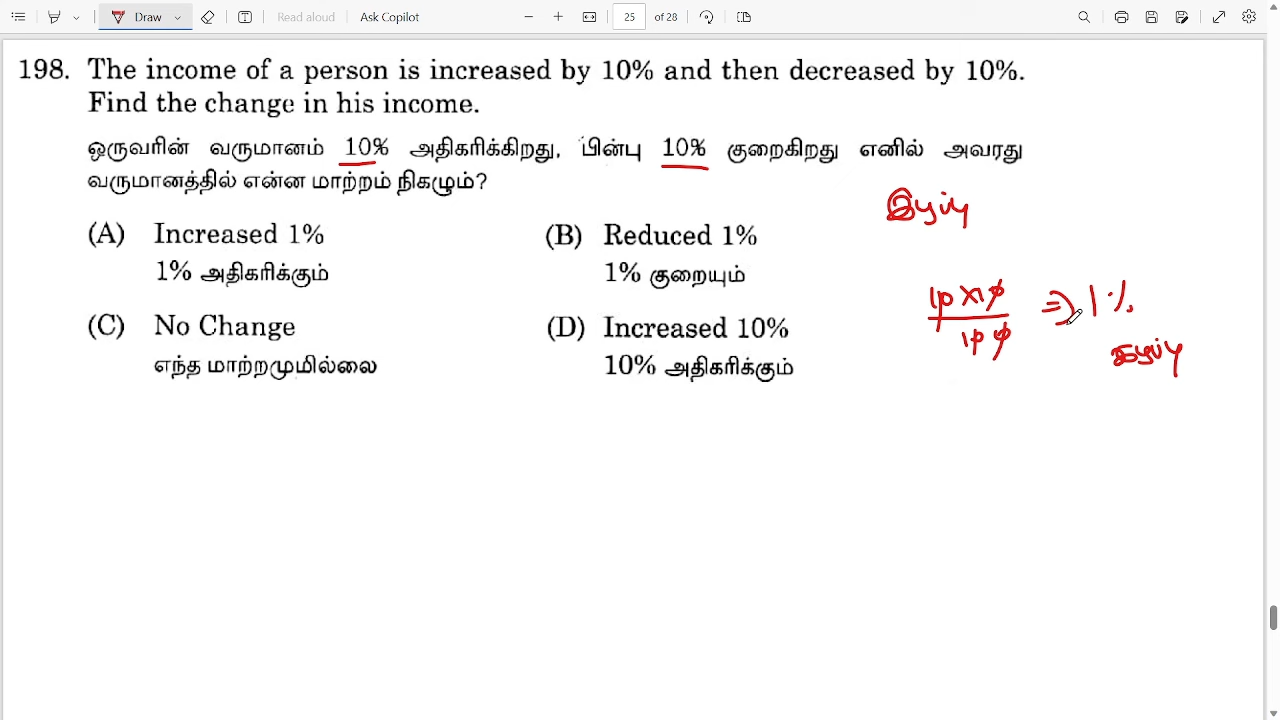 Draw
Read aloud
Ask Copilot
25
of 28
198. The income of a person is increased by 10% and then decreased by 10%.
Find the change in his income.
ஒருவரின் வருமானம் 10% அதிகரிக்கிறது, பின்பு 10% குறைகிறது எனில் அவரது
வருமானத்தில் என்ன மாற்றம் நிகழும்?
இழப்பு
(A) Increased 1%
(B) Reduced 1%
1% அதிகரிக்கும்
1% குறையும்
10 X 10
100
=> 1%
இழப்பு
(C) No Change
(D) Increased 10%
எந்த மாற்றமுமில்லை
10% அதிகரிக்கும்